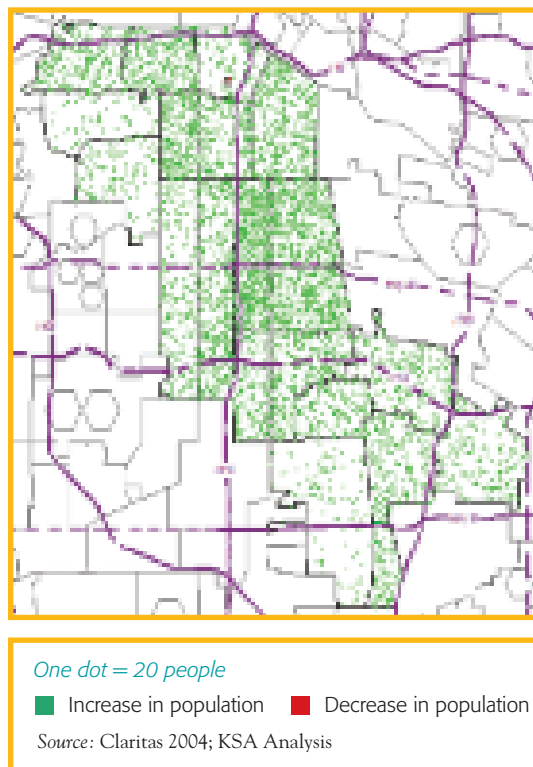 One dot = 20 people
Increase in population Decrease in population
Source: Claritas 2004; KSA Analysis